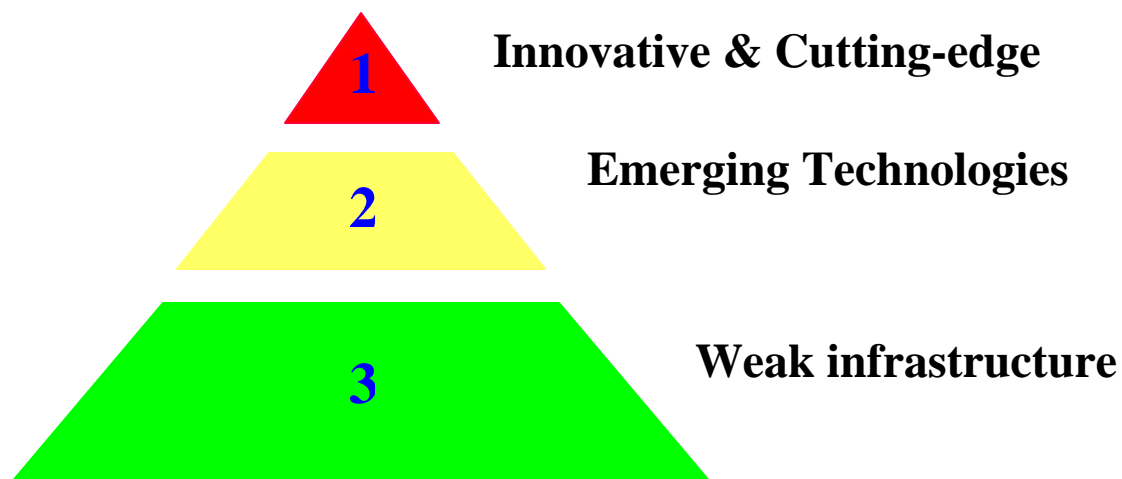 1
Innovative & Cutting-edge
2
Emerging Technologies
3
Weak infrastructure